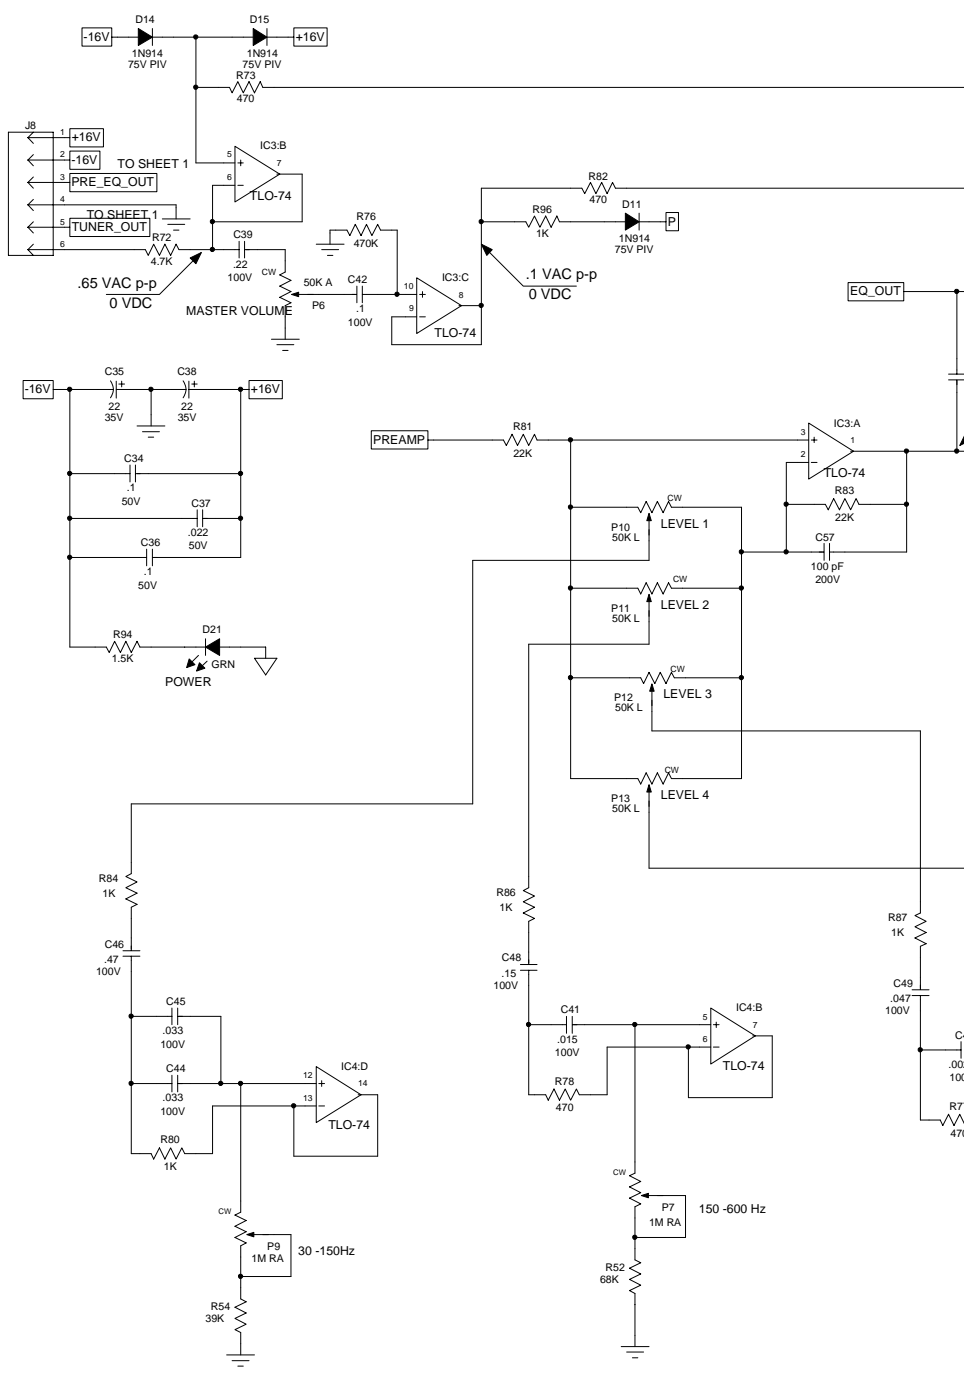 D14
D15
-16V
+16V
1N914
75V PIV
1N914
75V PIV
R73
470
J8
1
+16V
2
-16V
TO SHEET 1
3
PRE_EQ_OUT
4
TO SHEET 1
5
TUNER_OUT
6
R72
4.7K
IC3:B
5
+
6
−
7
TLO-74
C39
.22
100V
.65 VAC p-p
0 VDC
CW
50K A
P6
MASTER VOLUME
R76
470K
C42
.1
100V
IC3:C
10
+
9
−
8
TLO-74
R82
470
R96
1K
D11
1N914
75V PIV
P
.1 VAC p-p
0 VDC
EQ_OUT
-16V
C35
+
22
35V
C38
+
22
35V
+16V
C34
.1
50V
C37
.022
50V
C36
.1
50V
R94
1.5K
D21
GRN
POWER
PREAMP
R81
22K
IC3:A
3
+
2
−
1
TLO-74
R83
22K
C57
100 pF
200V
CW
P10
50K L
LEVEL 1
CW
P11
50K L
LEVEL 2
CW
P12
50K L
LEVEL 3
CW
P13
50K L
LEVEL 4
R84
1K
C46
.47
100V
C45
.033
100V
C44
.033
100V
R80
1K
IC4:D
12
+
13
−
14
TLO-74
CW
P9
1M RA
30 -150Hz
R54
39K
R86
1K
C48
.15
100V
C41
.015
100V
R78
470
IC4:B
5
+
6
−
7
TLO-74
CW
P7
1M RA
150 -600 Hz
R52
68K
R87
1K
C49
.047
100V